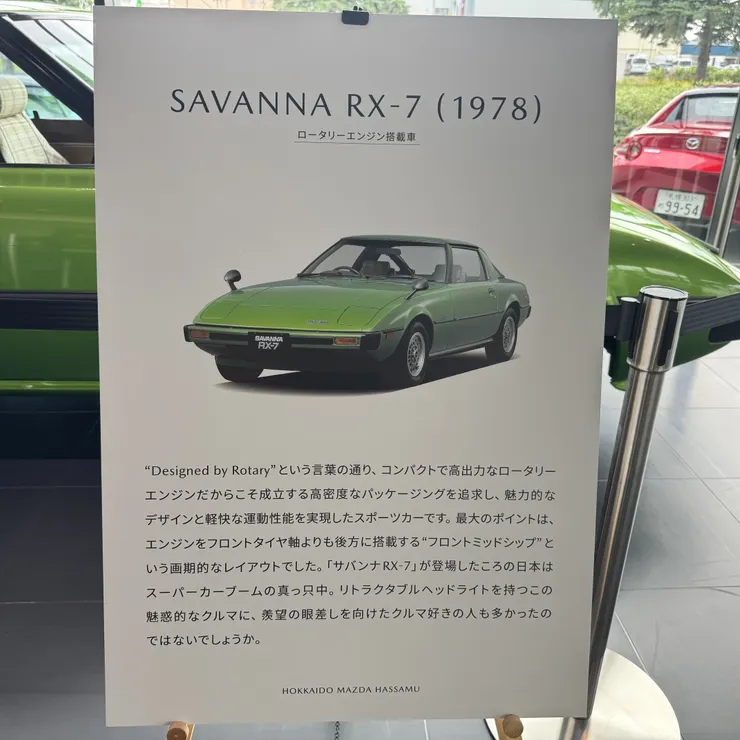 SAVANNA RX-7 (1978)
ロータリーエンジン搭載車
SAVANNA
RX-7
99-54
“Designed by Rotary”という言葉の通り、コンパクトで高出力なロータリー
エンジンだからこそ成立する高密度なパッケージングを追求し、魅力的な
デザインと軽快な運動性能を実現したスポーツカーです。最大のポイントは、
エンジンをフロントタイヤ軸よりも後方に搭載する“フロントミッドシップ”と
いう画期的なレイアウトでした。「サバンナRX-7」が登場したころの日本は
スーパーカーブームの真っ只中。リトラクタブルヘッドライトを持つこの
魅惑的なクルマに、羨望の眼差しを向けたクルマ好きの人も多かったの
ではないでしょうか。
HOKKAIDO MAZDA HASSAMU